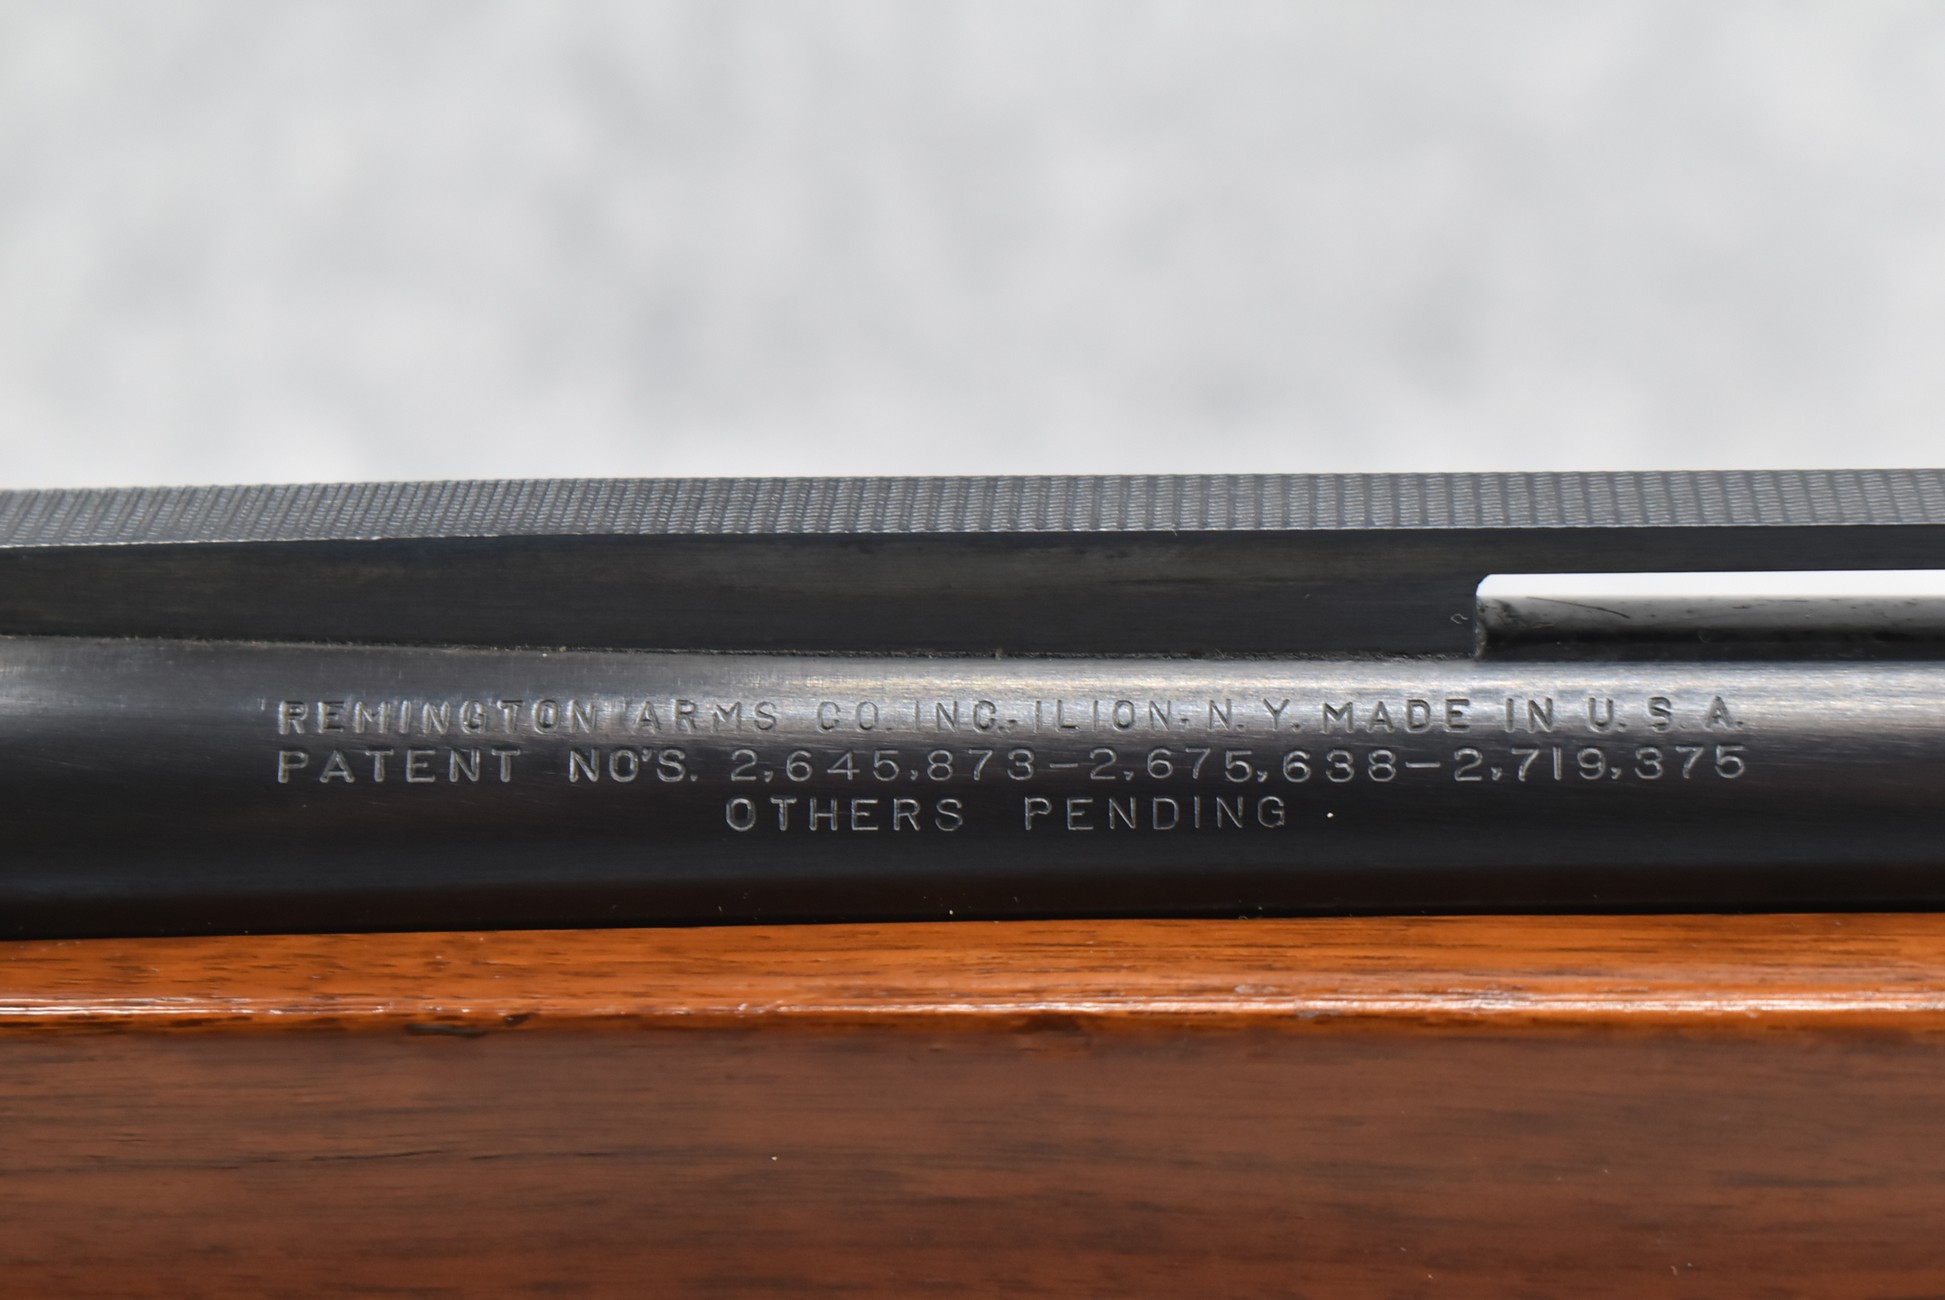 REMINGTON ARMS CO. INC. ILION. N. Y. MADE IN U. S. A.
PATENT NO'S. 2,645,873-2,675,638-2,719,375
OTHERS PENDING